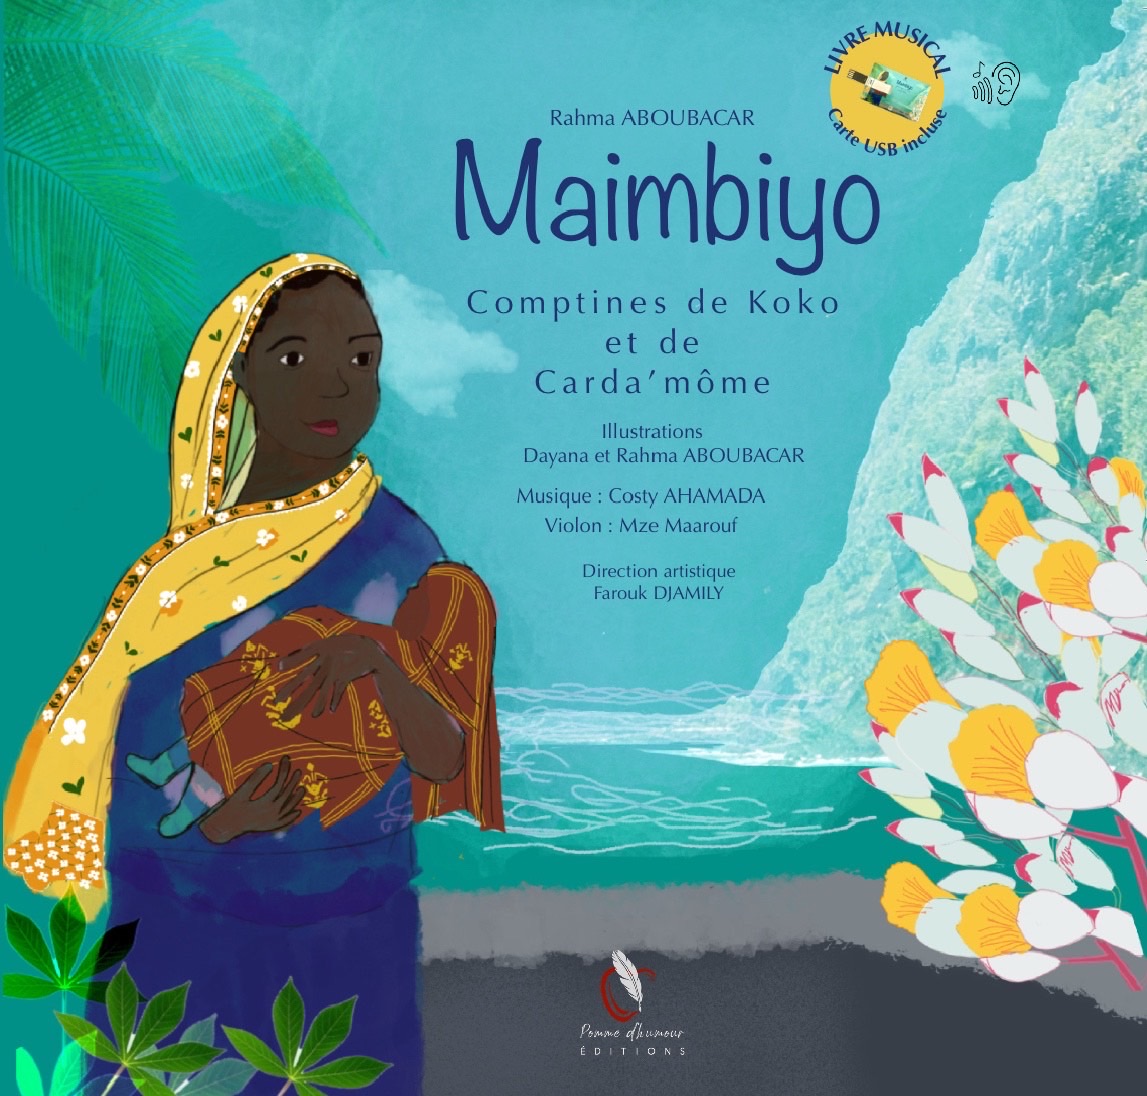 LIVRE MUSICAL
Carte USB incluse
Rahma ABOUBACAR
Maimbiyo
Comptines de Koko
et de
Carda’môme
Illustrations
Dayana et Rahma ABOUBACAR
Musique : Costy AHAMADA
Violon : Mze Maarouf
Direction artistique
Farouk DJAMILY
Pomme d'humour
ÉDITIONS